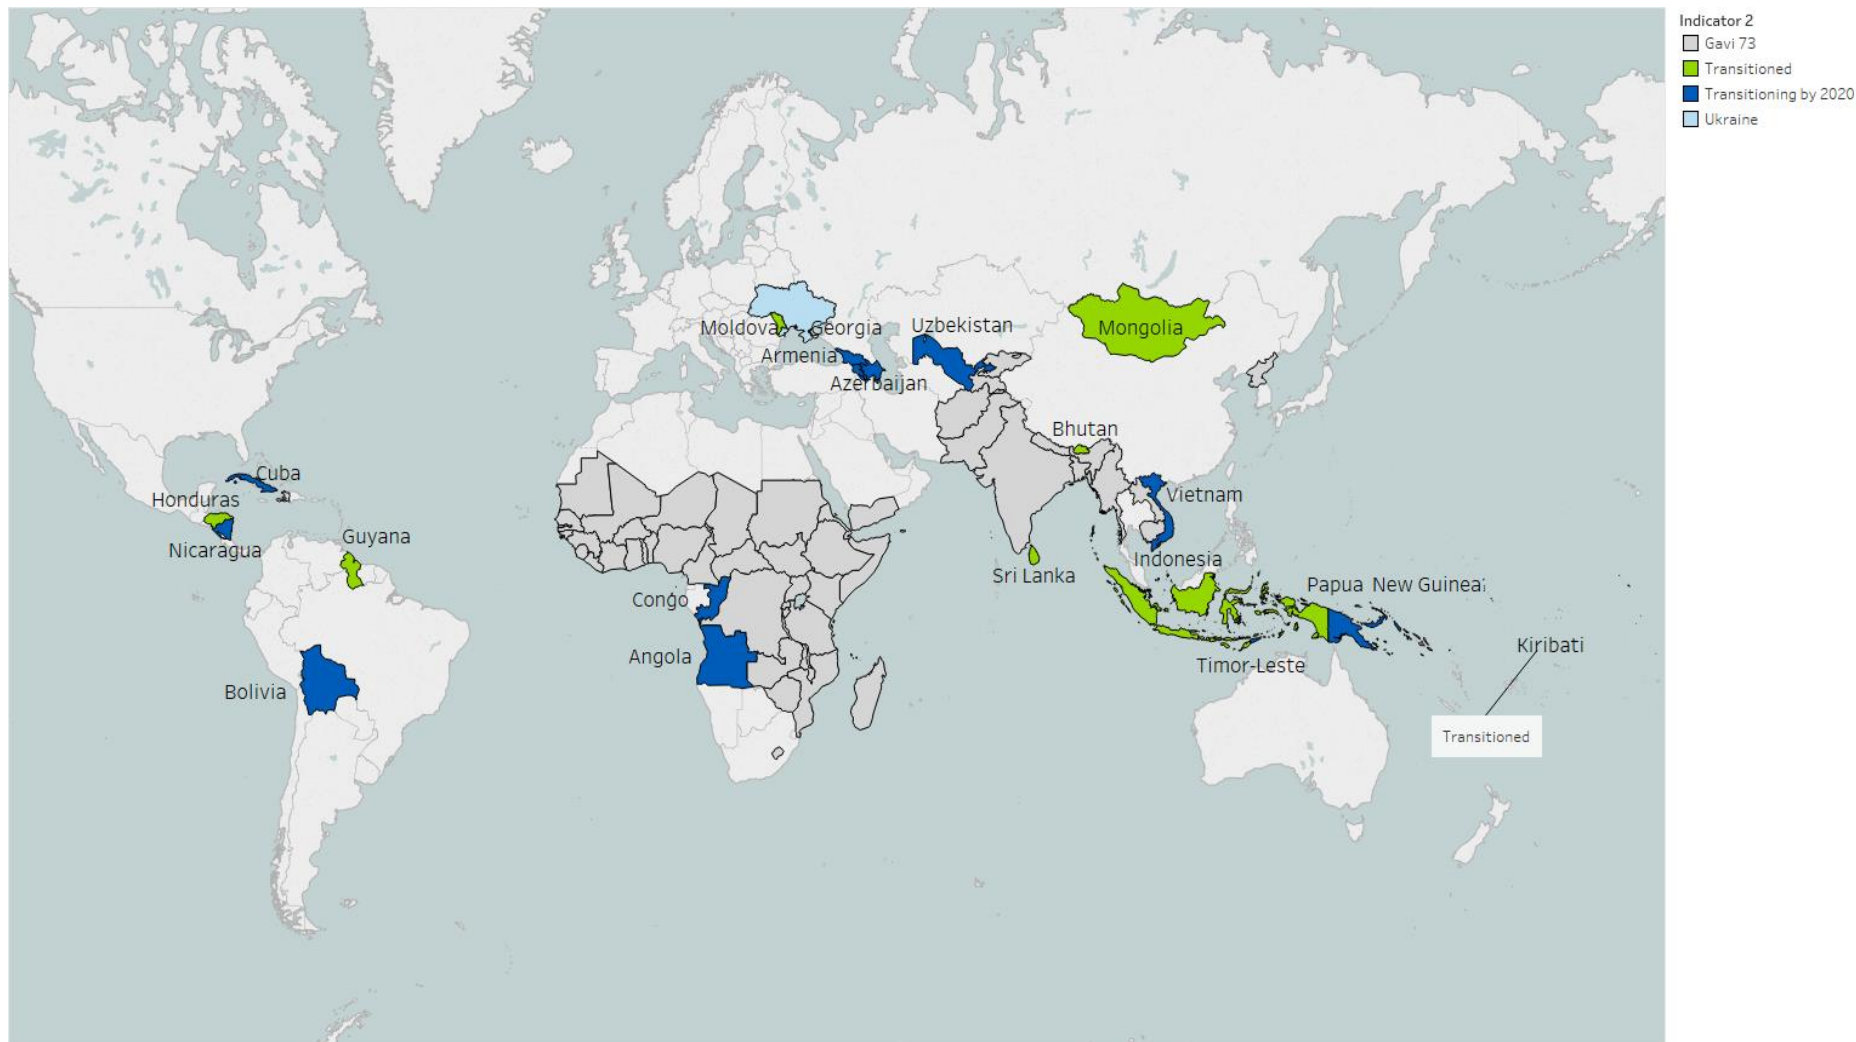 Indicator 2
Gavi 73
Transitioned
Transitioning by 2020
Ukraine
Moldova
Georgia
Uzbekistan
Mongolia
Armenia
Azerbaijan
Bhutan
Cuba
Honduras
Vietnam
Nicaragua
Guyana
Sri Lanka
Indonesia
Papua New Guinea
Congo
Kiribati
Angola
Timor-Leste
Bolivia
Transitioned